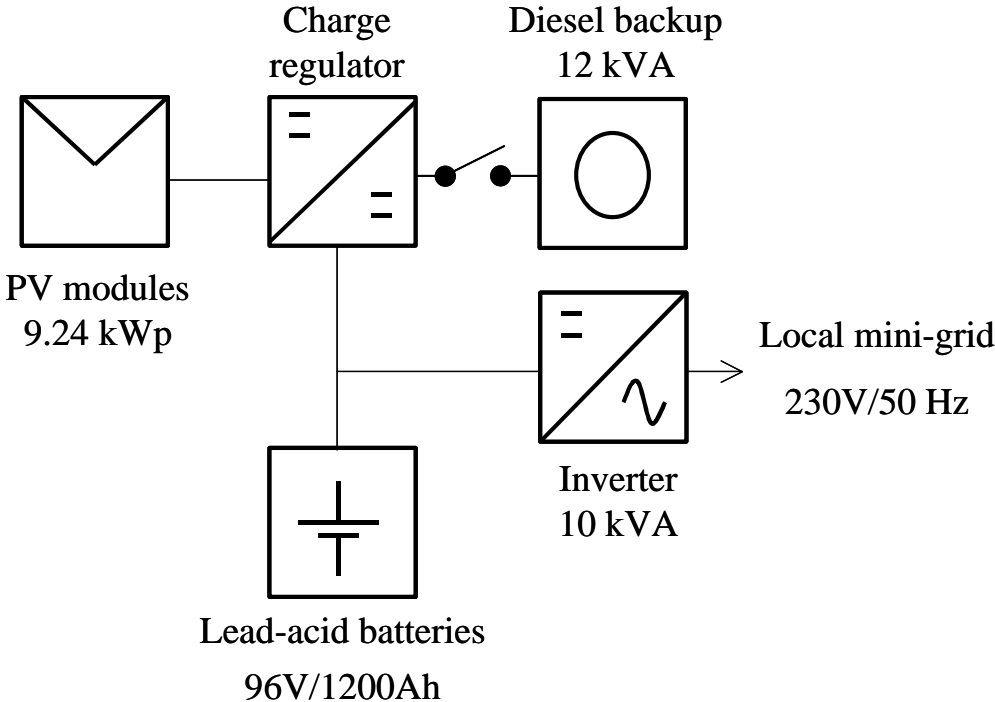 Charge
regulator
Diesel backup
12 kVA
PV modules
9.24 kWp
Local mini-grid
230V/50 Hz
Inverter
10 kVA
Lead-acid batteries
96V/1200Ah